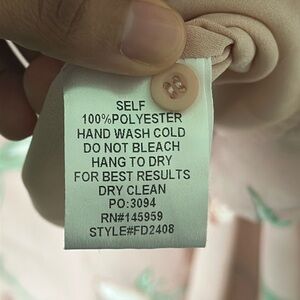 SELF
100%POLYESTER
HAND WASH COLD
DO NOT BLEACH
HANG TO DRY
FOR BEST RESULTS
DRY CLEAN
PO:3094
RN#145959
STYLE#FD2408